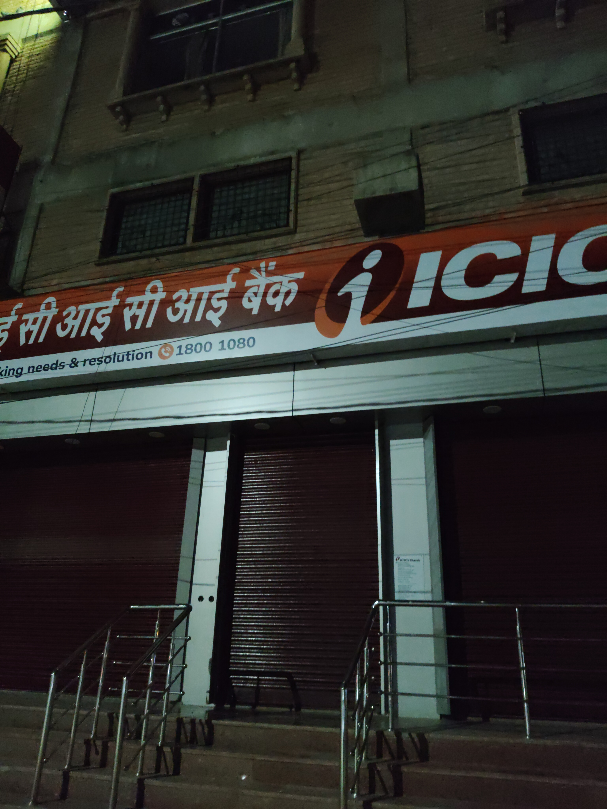 ई सी आई सी आई बैंक
ICIC
king needs & resolution 1800 1080